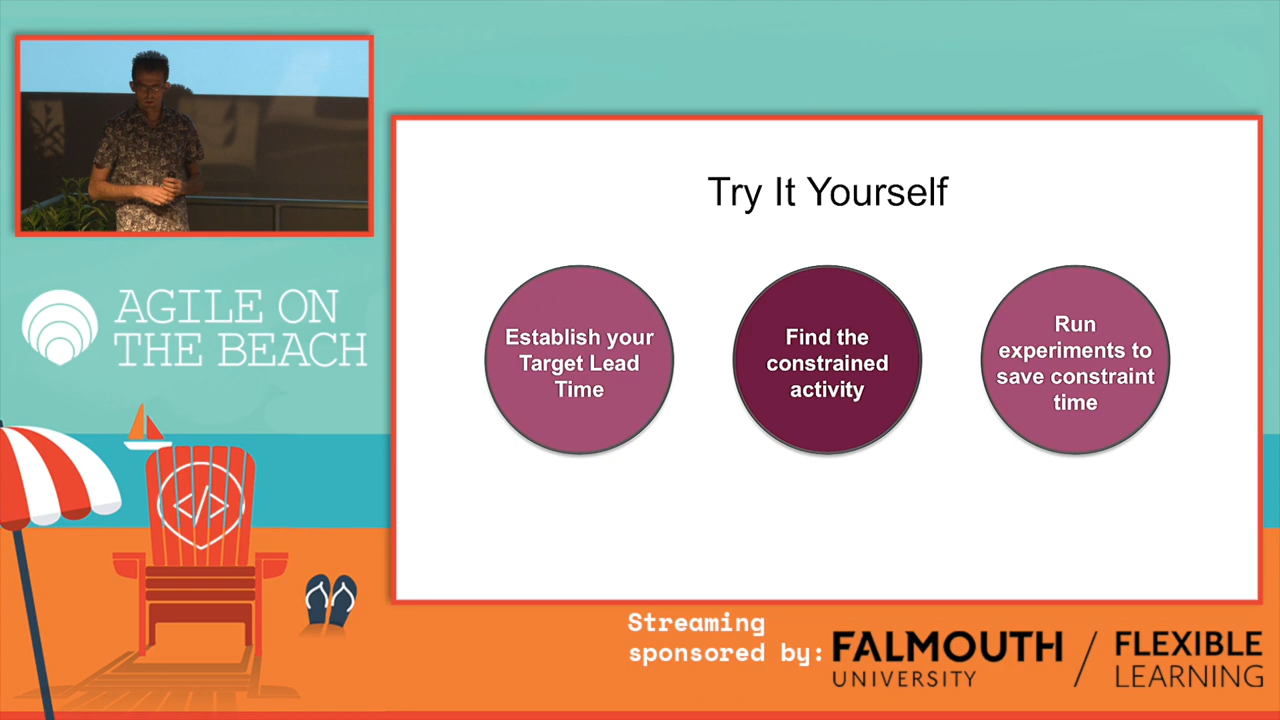 AGILE ON
THE BEACH
</>
Try It Yourself
Establish your
Target Lead
Time
Find the
constrained
activity
Run
experiments to
save constraint
time
Streaming
sponsored by:
FALMOUTH
UNIVERSITY
/
FLEXIBLE
LEARNING